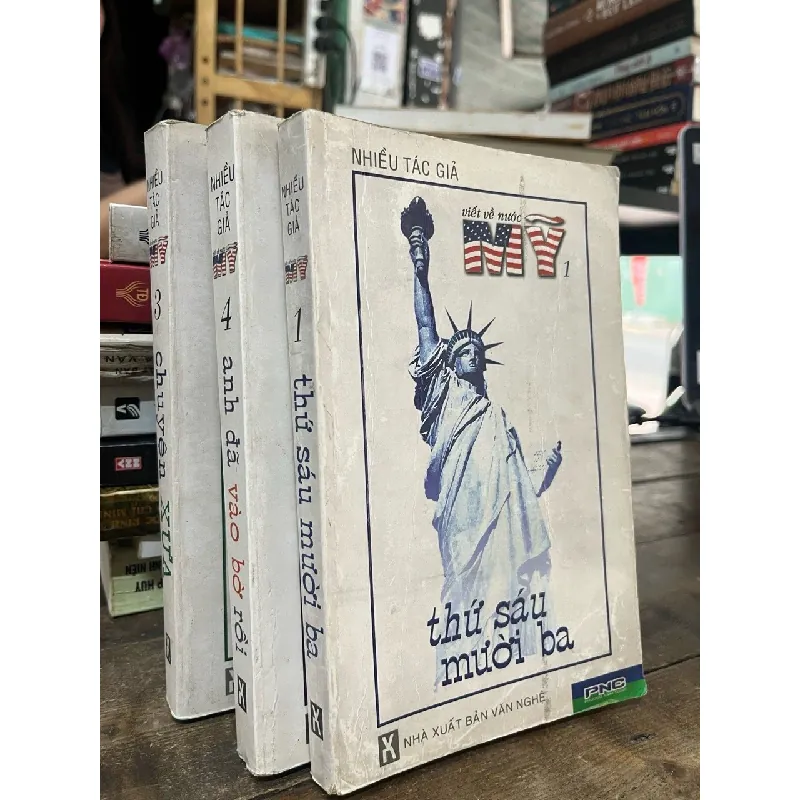 NHIỀU TÁC GIẢ
viết về nước
MỸ 1
thứ sáu
mười ba
X NHÀ XUẤT BẢN VĂN NGHỆ
PNC
NHIỀU TÁC GIẢ
MỸ
1 thứ sáu mười ba
X
NHIỀU TÁC GIẢ
MỸ
4 anh đã vào bờ rồi
X
NHIỀU TÁC GIẢ
MỸ
3 chuyện XƯA
X